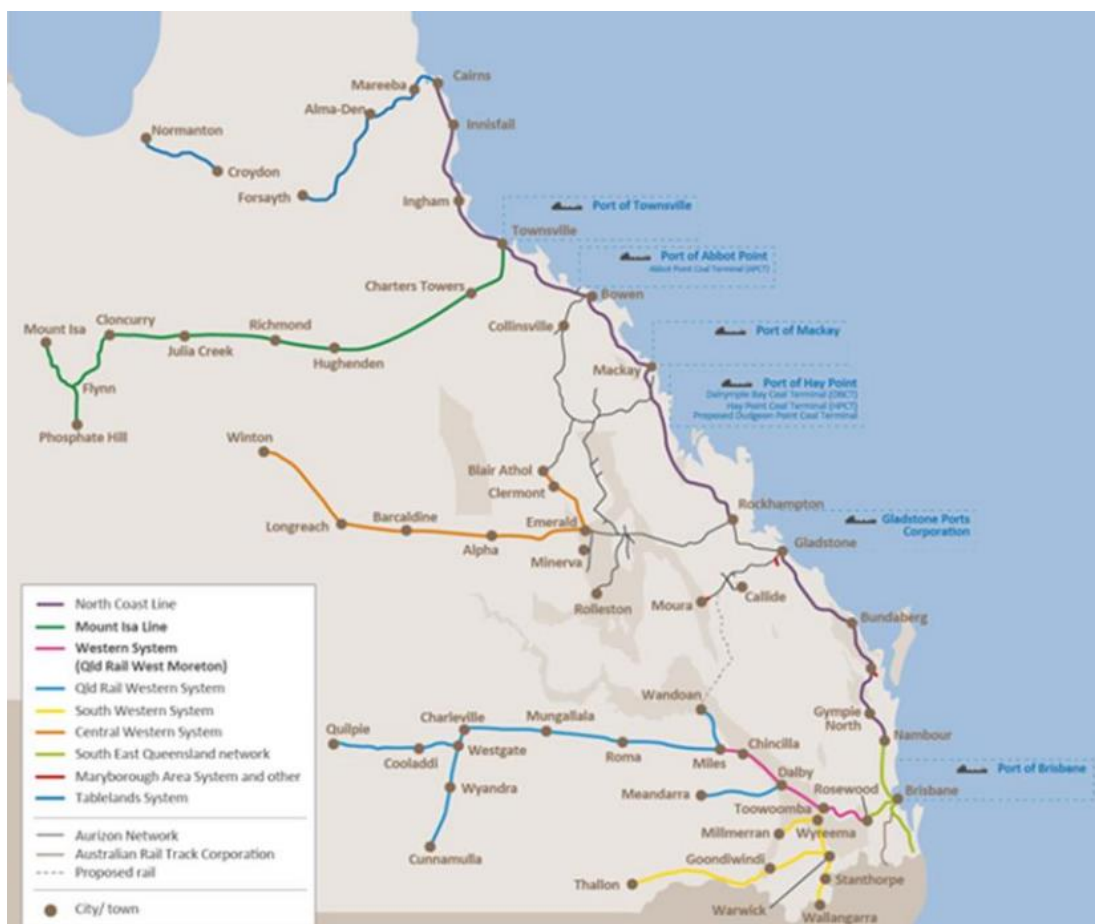 Cairns
Mareeba
Alma-Den
Innisfail
Normanton
Croydon
Forsayth
Ingham
Port of Townsville
Townsville
Port of Abbot Point
Abbot Point Coal Terminal (APCT)
Charters Towers
Bowen
Mount Isa
Cloncurry
Richmond
Collinsville
Port of Mackay
Julia Creek
Hughenden
Mackay
Flynn
Port of Hay Point
Dalrymple Bay Coal Terminal (DBCT)
Hay Point Coal Terminal (HPCT)
Proposed Dudgeon Point Coal Terminal
Phosphate Hill
Winton
Blair Athol
Clermont
Rockhampton
Longreach
Barcaldine
Emerald
Gladstone Ports
Corporation
Alpha
Gladstone
Minerva
Rolleston
Moura
Callide
Bundaberg
North Coast Line
Mount Isa Line
Western System
(Qld Rail West Moreton)
Qld Rail Western System
South Western System
Central Western System
South East Queensland network
Maryborough Area System and other
Tablelands System
Aurizon Network
Australian Rail Track Corporation
Proposed rail
City/ town
Wandoan
Gympie
North
Quilpie
Charleville
Mungallala
Nambour
Cooladdi
Westgate
Roma
Miles
Chincilla
Port of Brisbane
Wyandra
Meandarra
Dalby
Rosewood
Brisbane
Toowoomba
Cunnamulla
Millmerran
Wyreema
Goondiwindi
Thallon
Stanthorpe
Warwick
Wallangarra